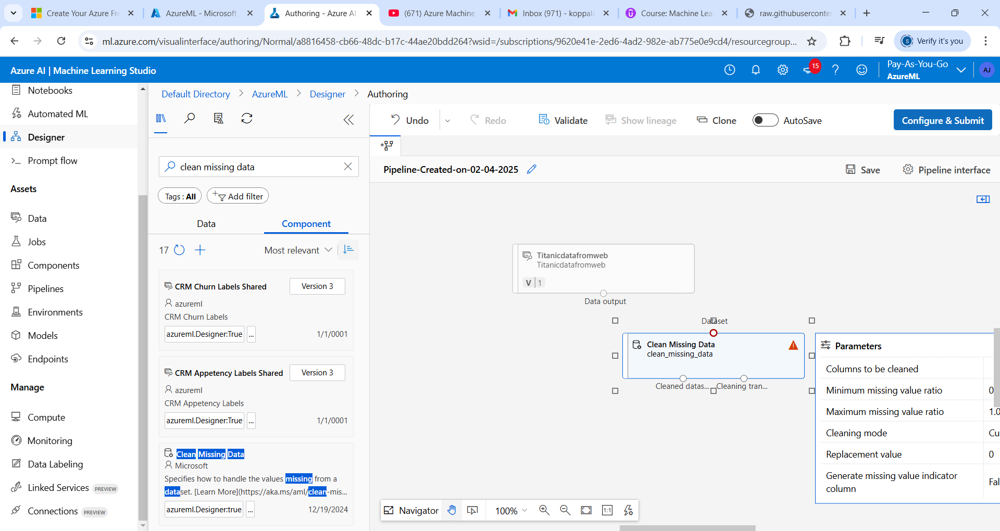 Create Your Azure Fre
AzureML - Microsoft
Authoring - Azure AI
(671) Azure Machine
Inbox (971) - koppala
Course: Machine Lea
raw.githubuserconten
ml.azure.com/visualinterface/authoring/Normal/a8816458-cb66-48dc-b17c-44ae20bdd264?wsid=/subscriptions/9620e41e-2ed6-4ad2-982e-ab775e0e9cd4/resourcegroup...
S
Verify it's you
Azure AI | Machine Learning Studio
15
Pay-As-You-Go
AzureML
AJ
Notebooks
Automated ML
Designer
Prompt flow
Assets
Data
Jobs
Components
Pipelines
Environments
Models
Endpoints
Manage
Compute
Monitoring
Data Labeling
Linked Services PREVIEW
Connections PREVIEW
Default Directory > AzureML > Designer > Authoring
clean missing data
Tags : All
Add filter
Data
Component
17
Most relevant
CRM Churn Labels Shared
Version 3
azureml
CRM Churn Labels
azureml.Designer:True
...
1/1/0001
CRM Appetency Labels Shared
Version 3
azureml
CRM Appetency Labels
azureml.Designer:True
...
1/1/0001
Clean Missing Data
Microsoft
Specifies how to handle the values missing from a
dataset. [Learn More](https://aka.ms/aml/clean-mis...
azureml.Designer:true
...
12/19/2024
Undo
Redo
Validate
Show lineage
Clone
AutoSave
Configure & Submit
Pipeline-Created-on-02-04-2025
Save
Pipeline interface
Titanicdatafromweb
Titanicdatafromweb
V 1
Data output
Dataset
Clean Missing Data
clean_missing_data
Cleaned datas...
Cleaning tran...
Parameters
Columns to be cleaned
Minimum missing value ratio 0
Maximum missing value ratio 1.0
Cleaning mode Cu
Replacement value 0
Generate missing value indicator
column Fal
Navigator
100%
1:1